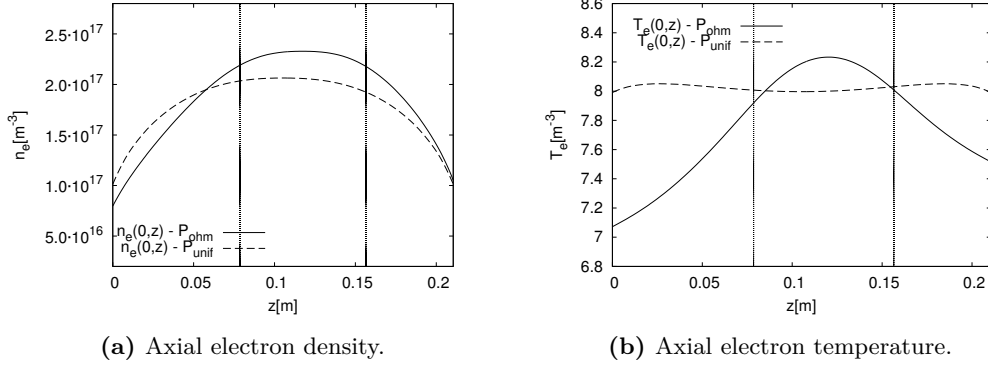 2.5·10^17
2.0·10^17
1.5·10^17
1.0·10^17
5.0·10^16
n_e[m^-3]
n_e(0,z) - P_ohm
n_e(0,z) - P_unif
0 0.05 0.1 0.15 0.2
z[m]
(a) Axial electron density.
8.6
8.4
8.2
8
7.8
7.6
7.4
7.2
7
6.8
T_e[m^-3]
T_e(0,z) - P_ohm
T_e(0,z) - P_unif
0 0.05 0.1 0.15 0.2
z[m]
(b) Axial electron temperature.